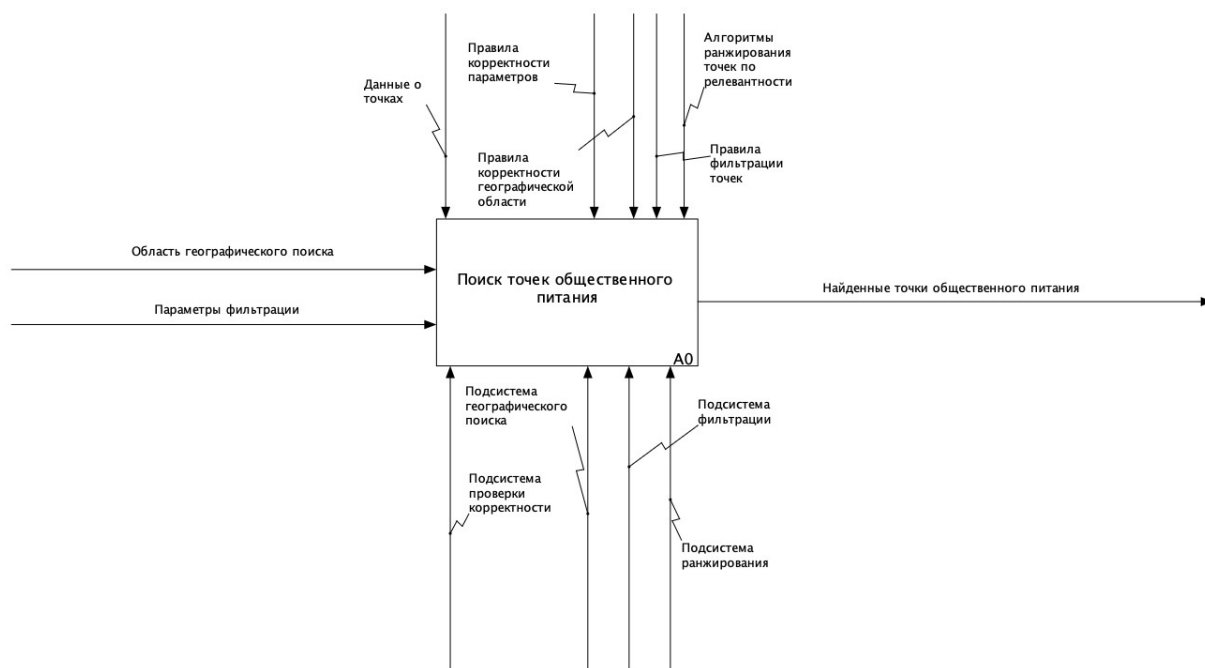 Алгоритмы
ранжирования
точек по
релевантности
Правила
корректности
параметров
Данные о
точках
Правила
фильтрации
точек
Правила
корректности
географической
области
Область географического поиска
Поиск точек общественного
питания
Найденные точки общественного питания
Параметры фильтрации
A0
Подсистема
географического
поиска
Подсистема
фильтрации
Подсистема
проверки
корректности
Подсистема
ранжирования